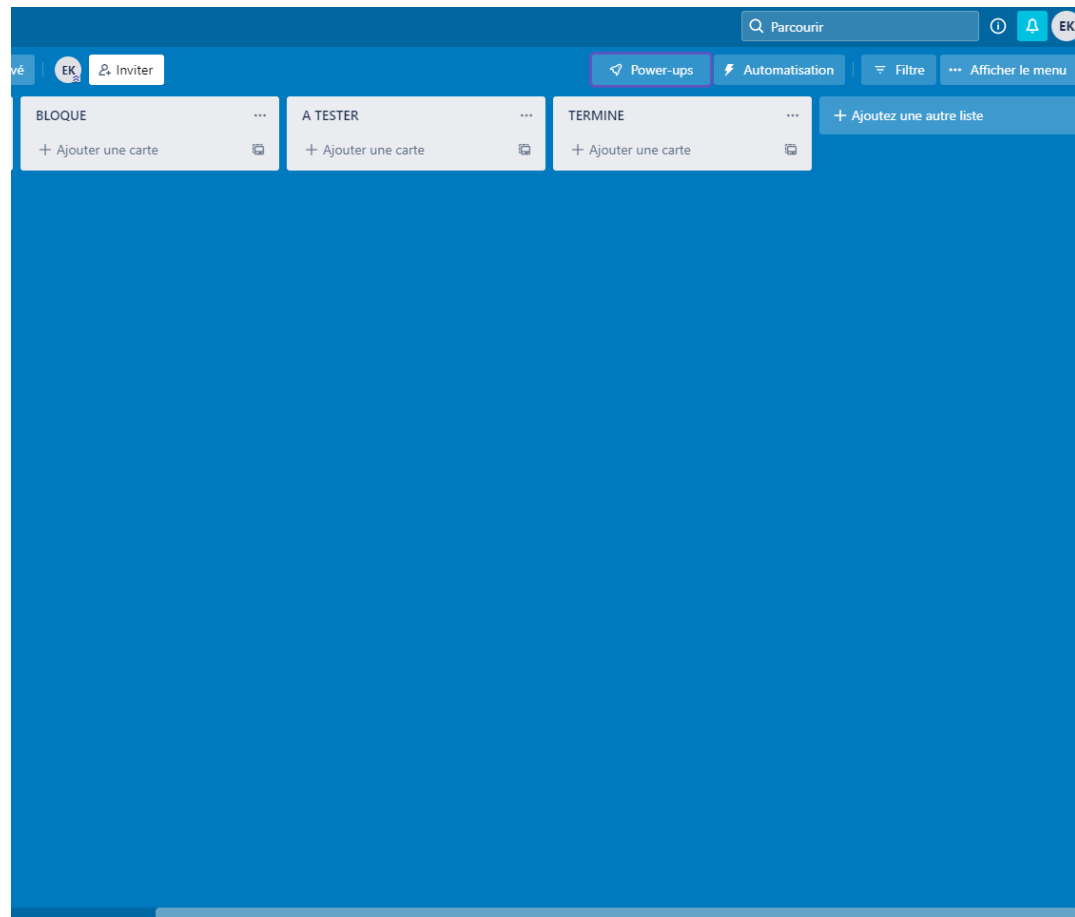 Parcourir
EK
vé
EK
Inviter
Power-ups
Automatisation
Filtre
Afficher le menu
BLOQUE
A TESTER
TERMINE
+ Ajoutez une autre liste
+ Ajouter une carte
+ Ajouter une carte
+ Ajouter une carte